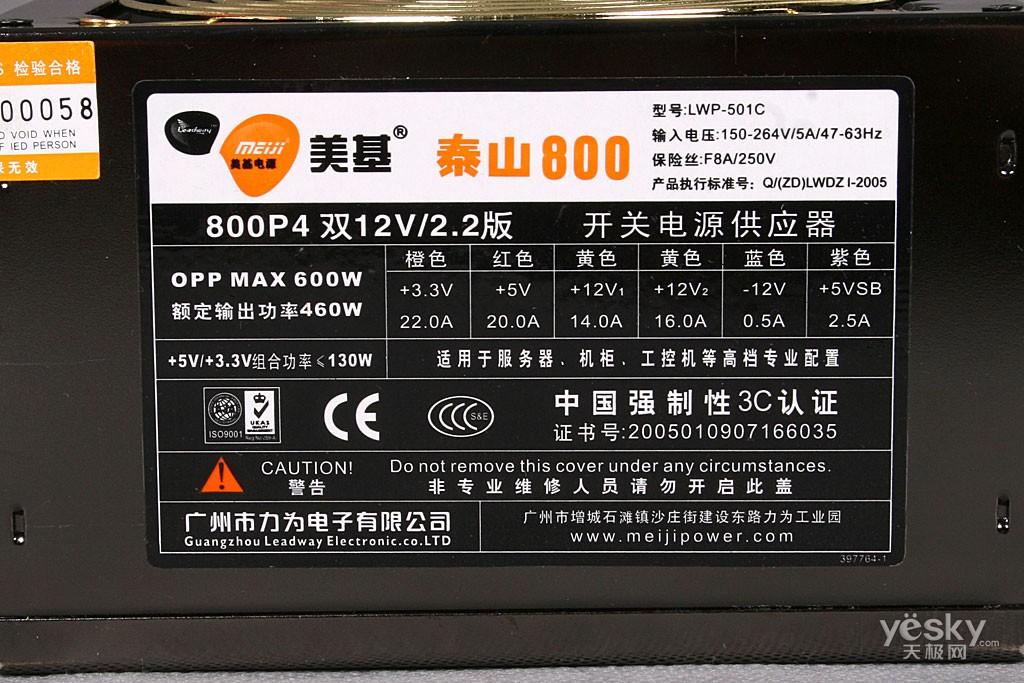 S 检验合格
00058
D VOID WHEN
F IED PERSON
无效
Leadway
MEIJI
美基电源
美基®
泰山800
型号:LWP-501C
输入电压:150-264V/5A/47-63Hz
保险丝:F8A/250V
产品执行标准号: Q/(ZD)LWDZ I-2005
800P4 双12V/2.2版 开关电源供应器
OPP MAX 600W
额定输出功率460W
橙色 红色 黄色 黄色 蓝色 紫色
+3.3V +5V +12V1 +12V2 -12V +5VSB
22.0A 20.0A 14.0A 16.0A 0.5A 2.5A
+5V/+3.3V组合功率≤130W
适用于服务器、机柜、工控机等高档专业配置
ISO9001
UKAS
CE
CCC S&E
中国强制性3C认证
证书号:2005010907166035
CAUTION! Do not remove this cover under any circumstances.
警告 非专业维修人员请勿开启此盖
广州市力为电子有限公司
Guangzhou Leadway Electronic.co.LTD
广州市增城石滩镇沙庄街建设东路力为工业园
www.meijipower.com
397764-1
yësky.com
天极网